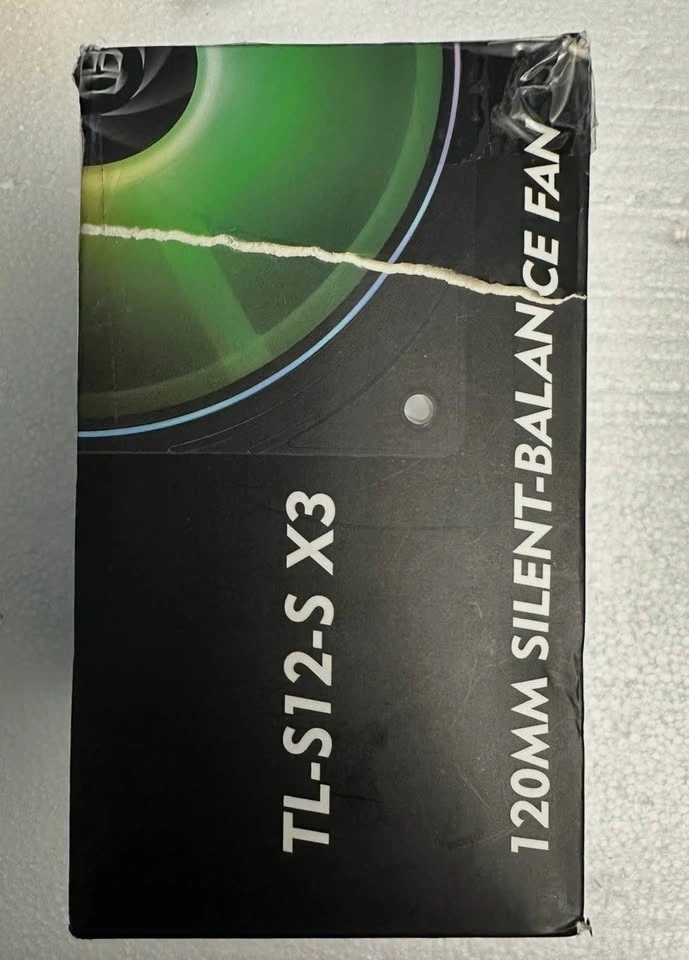 TL-S12-S X3
120MM SILENT-BALANCE FAN